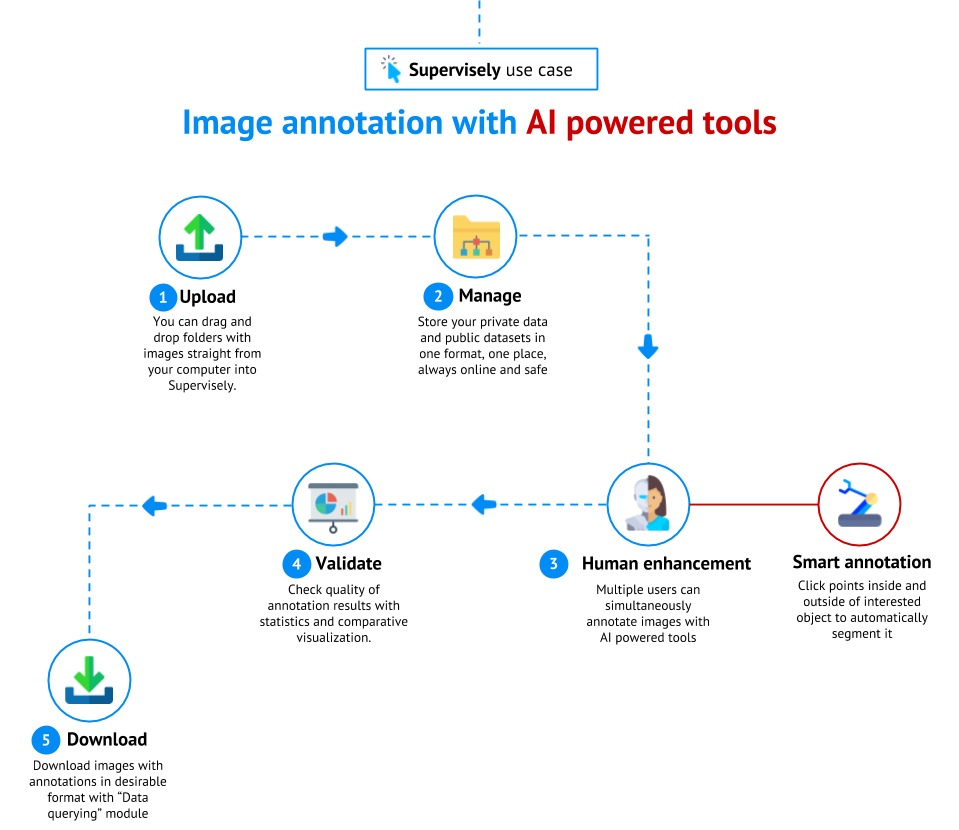 Supervisely use case
Image annotation with AI powered tools
1 Upload
You can drag and
drop folders with
images straight from
your computer into
Supervisely.
2 Manage
Store your private data
and public datasets in
one format, one place,
always online and safe
3 Human enhancement
Multiple users can
simultaneously
annotate images with
AI powered tools
Smart annotation
Click points inside and
outside of interested
object to automatically
segment it
4 Validate
Check quality of
annotation results with
statistics and comparative
visualization.
5 Download
Download images with
annotations in desirable
format with “Data
querying” module